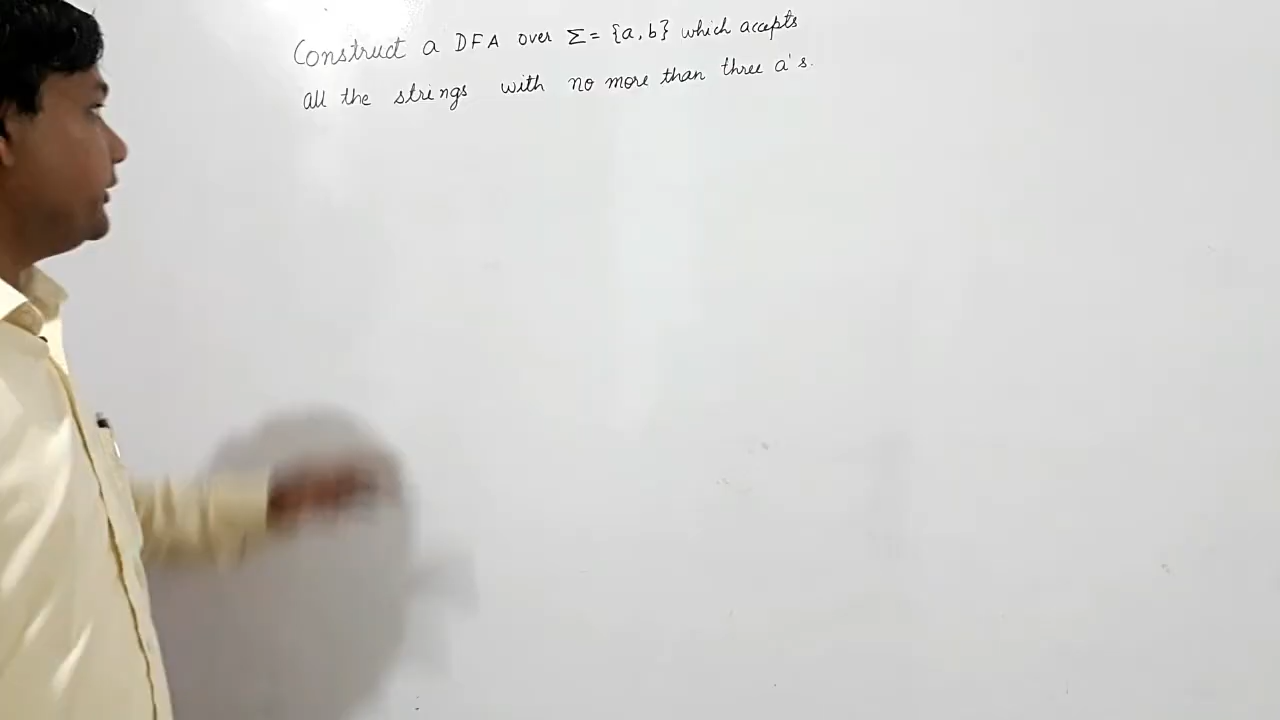 Construct a DFA over Σ = {a, b} which accepts
all the strings with no more than three a's.